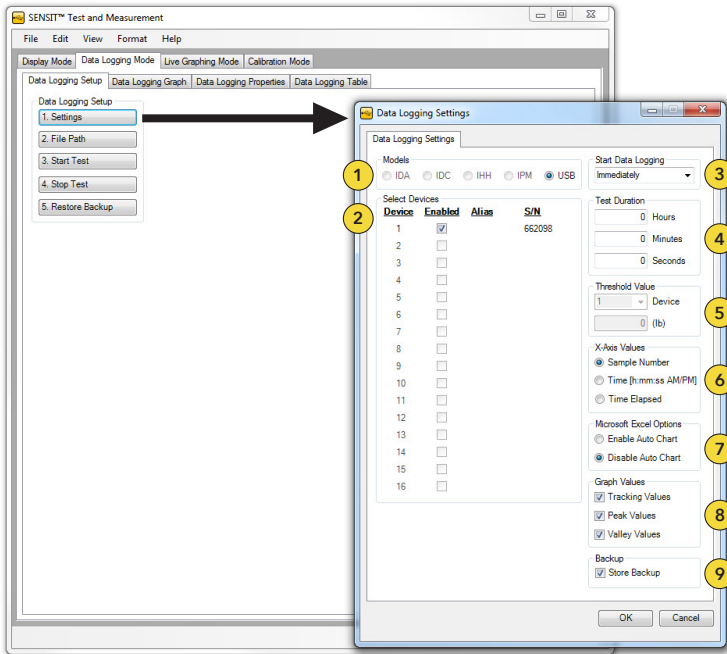 SENSIT™ Test and Measurement
File Edit View Format Help
Display Mode Data Logging Mode Live Graphing Mode Calibration Mode
Data Logging Setup Data Logging Graph Data Logging Properties Data Logging Table
Data Logging Setup
1. Settings
2. File Path
3. Start Test
4. Stop Test
5. Restore Backup
Data Logging Settings
Data Logging Settings
1
Models
IDA IDC IHH IPM USB
2
Select Devices
Device Enabled Alias S/N
1 662098
2
3
4
5
6
7
8
9
10
11
12
13
14
15
16
Start Data Logging
Immediately
3
Test Duration
0 Hours
0 Minutes
0 Seconds
4
Threshold Value
1 Device
0 (lb)
5
X-Axis Values
Sample Number
Time [h:mm:ss AM/PM]
Time Elapsed
6
Microsoft Excel Options
Enable Auto Chart
Disable Auto Chart
7
Graph Values
Tracking Values
Peak Values
Valley Values
8
Backup
Store Backup
9
OK Cancel